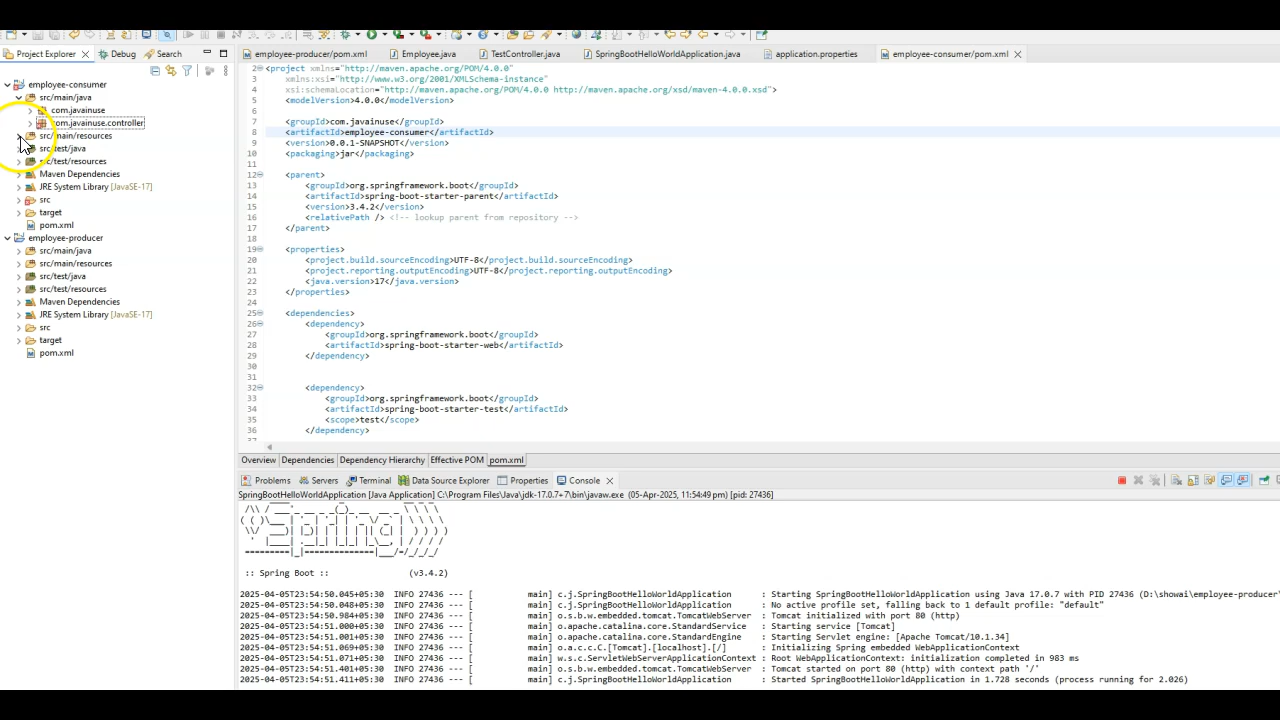 Project Explorer
Debug
Search
employee-producer/pom.xml
Employee.java
TestController.java
SpringBootHelloWorldApplication.java
application.properties
employee-consumer/pom.xml
employee-consumer
src/main/java
com.javainuse
com.javainuse.controller
src/main/resources
src/test/java
src/test/resources
Maven Dependencies
JRE System Library [JavaSE-17]
src
target
pom.xml
employee-producer
src/main/java
src/main/resources
src/test/java
src/test/resources
Maven Dependencies
JRE System Library [JavaSE-17]
src
target
pom.xml
2 <project xmlns="http://maven.apache.org/POM/4.0.0"
3 xmlns:xsi="http://www.w3.org/2001/XMLSchema-instance"
4 xsi:schemaLocation="http://maven.apache.org/POM/4.0.0 http://maven.apache.org/xsd/maven-4.0.0.xsd">
5 <modelVersion>4.0.0</modelVersion>
6
7 <groupId>com.javainuse</groupId>
8 <artifactId>employee-consumer</artifactId>
9 <version>0.0.1-SNAPSHOT</version>
10 <packaging>jar</packaging>
11
12 <parent>
13 <groupId>org.springframework.boot</groupId>
14 <artifactId>spring-boot-starter-parent</artifactId>
15 <version>3.4.2</version>
16 <relativePath /> <!-- lookup parent from repository -->
17 </parent>
18
19 <properties>
20 <project.build.sourceEncoding>UTF-8</project.build.sourceEncoding>
21 <project.reporting.outputEncoding>UTF-8</project.reporting.outputEncoding>
22 <java.version>17</java.version>
23 </properties>
24
25 <dependencies>
26 <dependency>
27 <groupId>org.springframework.boot</groupId>
28 <artifactId>spring-boot-starter-web</artifactId>
29 </dependency>
30
31
32 <dependency>
33 <groupId>org.springframework.boot</groupId>
34 <artifactId>spring-boot-starter-test</artifactId>
35 <scope>test</scope>
36 </dependency>
Overview Dependencies Dependency Hierarchy Effective POM pom.xml
Problems Servers Terminal Data Source Explorer Properties Console
SpringBootHelloWorldApplication [Java Application] C:\Program Files\Java\jdk-17.0.7+7\bin\javaw.exe (05-Apr-2025, 11:54:49 pm) [pid: 27436]
:: Spring Boot :: (v3.4.2)
2025-04-05T23:54:50.045+05:30 INFO 27436 --- [ main] c.j.SpringBootHelloWorldApplication : Starting SpringBootHelloWorldApplication using Java 17.0.7 with PID 27436 (D:\showai\employee-producer
2025-04-05T23:54:50.048+05:30 INFO 27436 --- [ main] c.j.SpringBootHelloWorldApplication : No active profile set, falling back to 1 default profile: "default"
2025-04-05T23:54:50.984+05:30 INFO 27436 --- [ main] o.s.b.w.embedded.tomcat.TomcatWebServer : Tomcat initialized with port 80 (http)
2025-04-05T23:54:51.000+05:30 INFO 27436 --- [ main] o.apache.catalina.core.StandardService : Starting service [Tomcat]
2025-04-05T23:54:51.001+05:30 INFO 27436 --- [ main] o.apache.catalina.core.StandardEngine : Starting Servlet engine: [Apache Tomcat/10.1.34]
2025-04-05T23:54:51.069+05:30 INFO 27436 --- [ main] o.a.c.c.C.[Tomcat].[localhost].[/] : Initializing Spring embedded WebApplicationContext
2025-04-05T23:54:51.071+05:30 INFO 27436 --- [ main] w.s.c.ServletWebServerApplicationContext : Root WebApplicationContext: initialization completed in 983 ms
2025-04-05T23:54:51.401+05:30 INFO 27436 --- [ main] o.s.b.w.embedded.tomcat.TomcatWebServer : Tomcat started on port 80 (http) with context path '/'
2025-04-05T23:54:51.411+05:30 INFO 27436 --- [ main] c.j.SpringBootHelloWorldApplication : Started SpringBootHelloWorldApplication in 1.728 seconds (process running for 2.026)